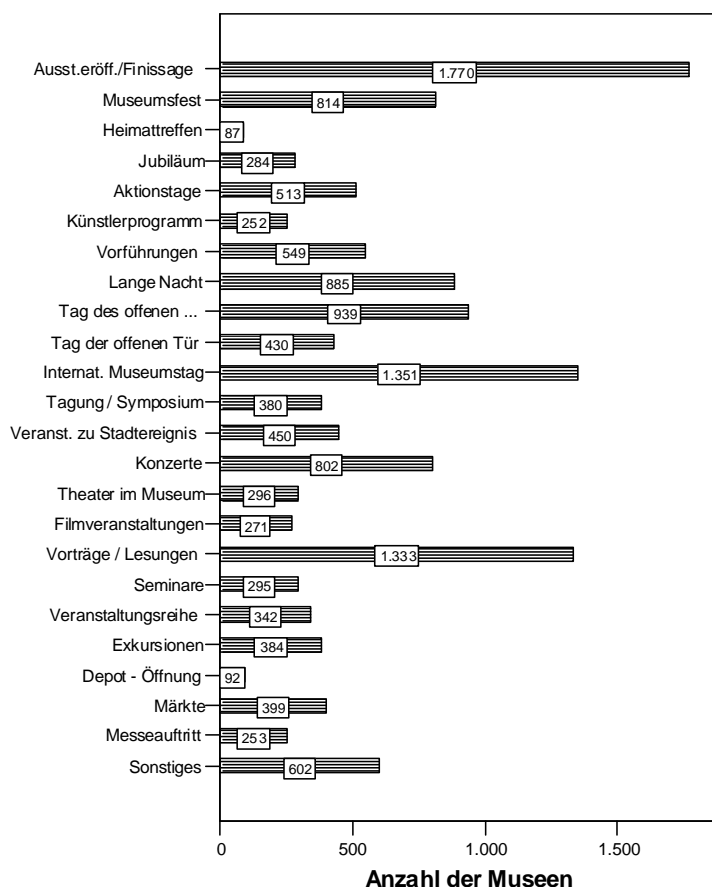 Ausst.eröff./Finissage 1.770
Museumsfest 814
Heimattreffen 87
Jubiläum 284
Aktionstage 513
Künstlerprogramm 252
Vorführungen 549
Lange Nacht 885
Tag des offenen ... 939
Tag der offenen Tür 430
Internat. Museumstag 1.351
Tagung / Symposium 380
Veranst. zu Stadtereignis 450
Konzerte 802
Theater im Museum 296
Filmveranstaltungen 271
Vorträge / Lesungen 1.333
Seminare 295
Veranstaltungsreihe 342
Exkursionen 384
Depot - Öffnung 92
Märkte 399
Messeauftritt 253
Sonstiges 602
0 500 1.000 1.500
Anzahl der Museen